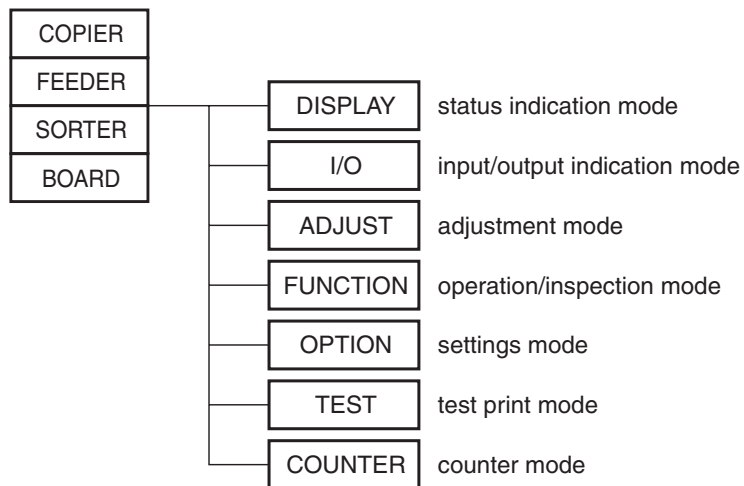 COPIER
FEEDER
SORTER
BOARD
DISPLAY status indication mode
I/O input/output indication mode
ADJUST adjustment mode
FUNCTION operation/inspection mode
OPTION settings mode
TEST test print mode
COUNTER counter mode